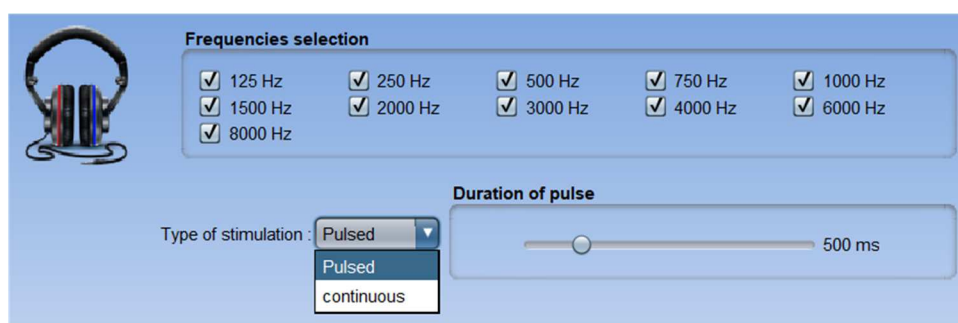 Frequencies selection
125 Hz 250 Hz 500 Hz 750 Hz 1000 Hz
1500 Hz 2000 Hz 3000 Hz 4000 Hz 6000 Hz
8000 Hz
Duration of pulse
Type of stimulation : Pulsed 500 ms
Pulsed
continuous